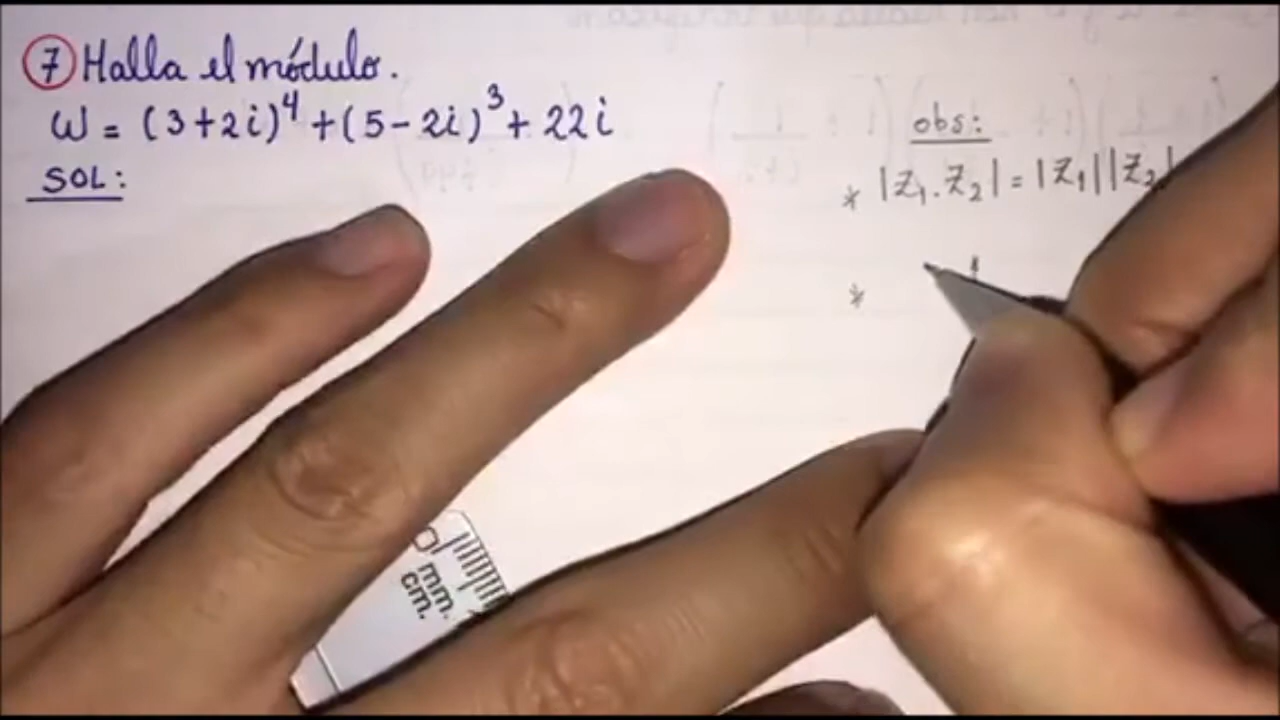 7 Halla el módulo.
W = (3+2i)⁴ + (5-2i)³ + 22i
SOL:
obs:
* |Z₁.Z₂| = |Z₁||Z₂|
*
0
mm.
cm.